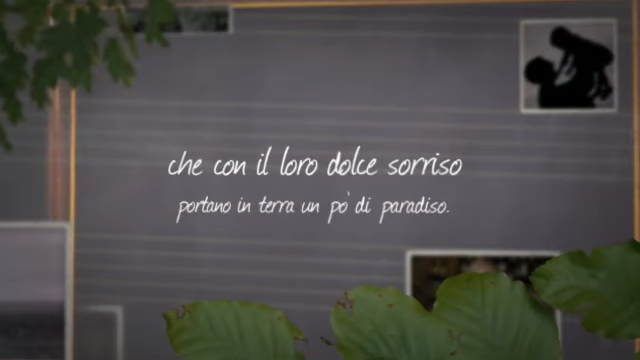 che con il loro dolce sorriso
portano in terra un po' di paradiso.